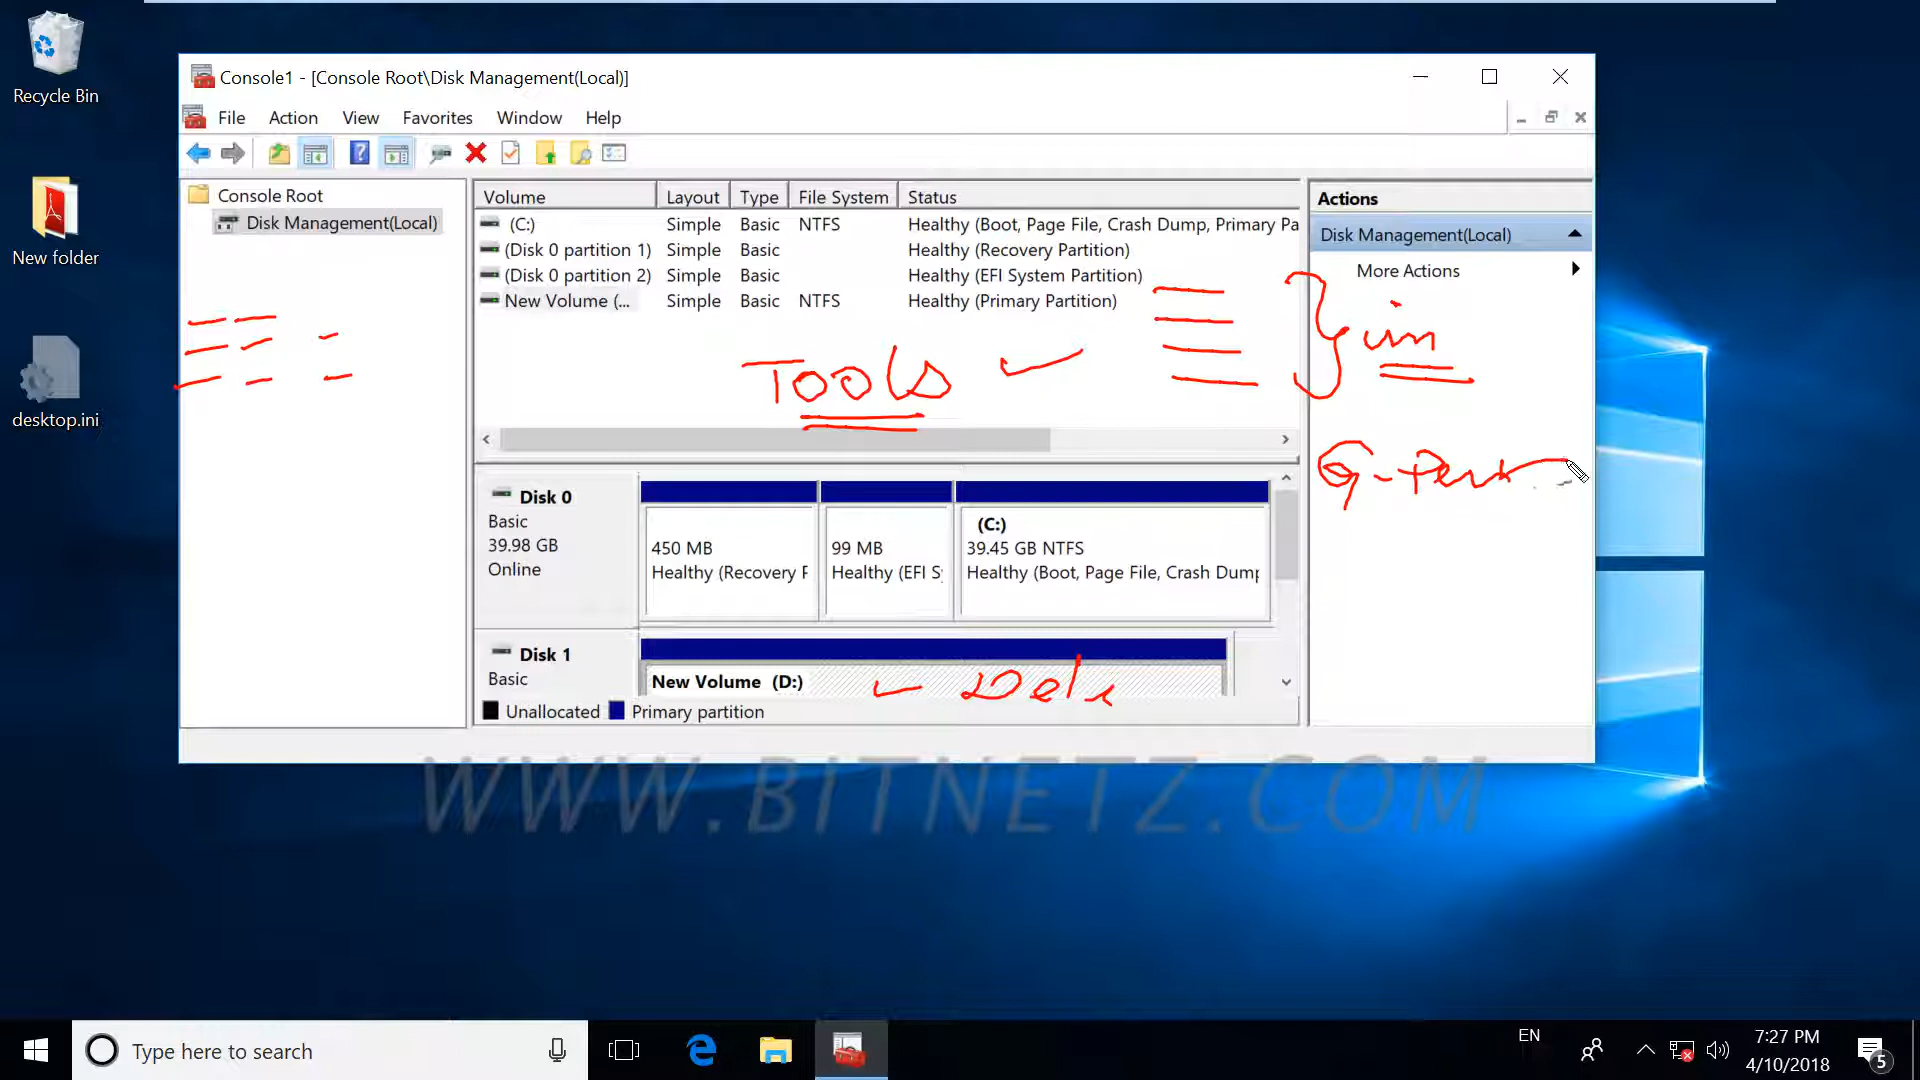 Recycle Bin
New folder
desktop.ini
Console1 - [Console Root\Disk Management(Local)]
File Action View Favorites Window Help
Console Root
Disk Management(Local)
Volume Layout Type File System Status
(C:) Simple Basic NTFS Healthy (Boot, Page File, Crash Dump, Primary Pa
(Disk 0 partition 1) Simple Basic Healthy (Recovery Partition)
(Disk 0 partition 2) Simple Basic Healthy (EFI System Partition)
New Volume (... Simple Basic NTFS Healthy (Primary Partition)
Tools
Actions
Disk Management(Local)
More Actions
Disk 0
Basic
39.98 GB
Online
450 MB
Healthy (Recovery P
99 MB
Healthy (EFI Sy
(C:)
39.45 GB NTFS
Healthy (Boot, Page File, Crash Dump
Disk 1
Basic
New Volume (D:)
Unallocated Primary partition
WWW.BITNETZ.COM
Type here to search
EN
7:27 PM
4/10/2018
5